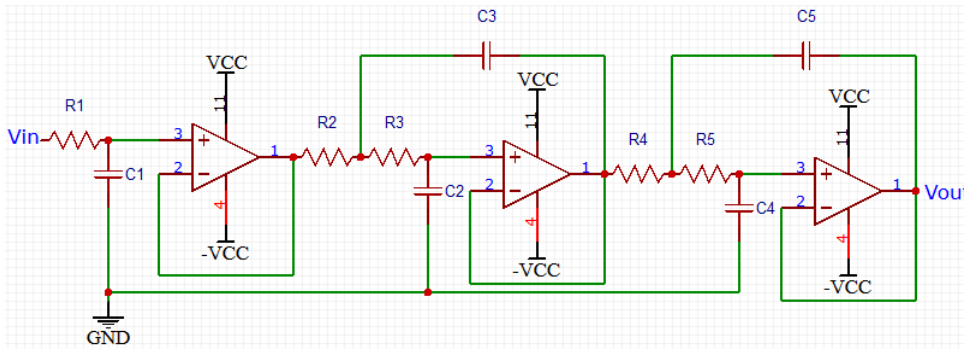 C3
C5
VCC
VCC
VCC
R1
11
R2
R3
11
R4
R5
11
Vin
3
+
1
3
+
1
3
+
1
Vout
2
−
C1
2
−
C2
2
−
C4
4
4
4
-VCC
-VCC
-VCC
GND